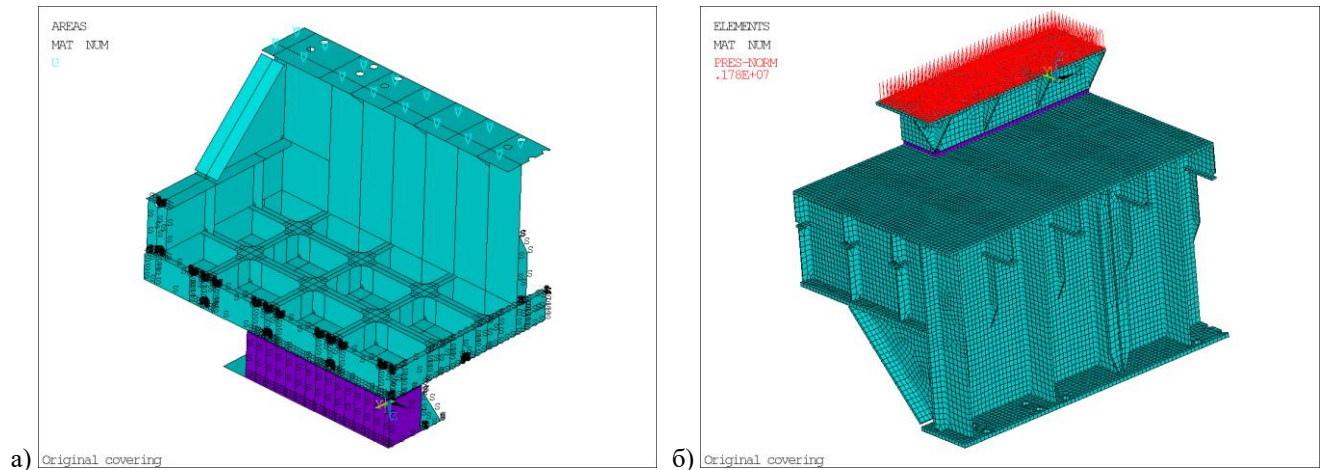 AREAS
MAT NUM
U
а) Original covering
ELEMENTS
MAT NUM
PRES-NORM
.178E+07
б) Original covering